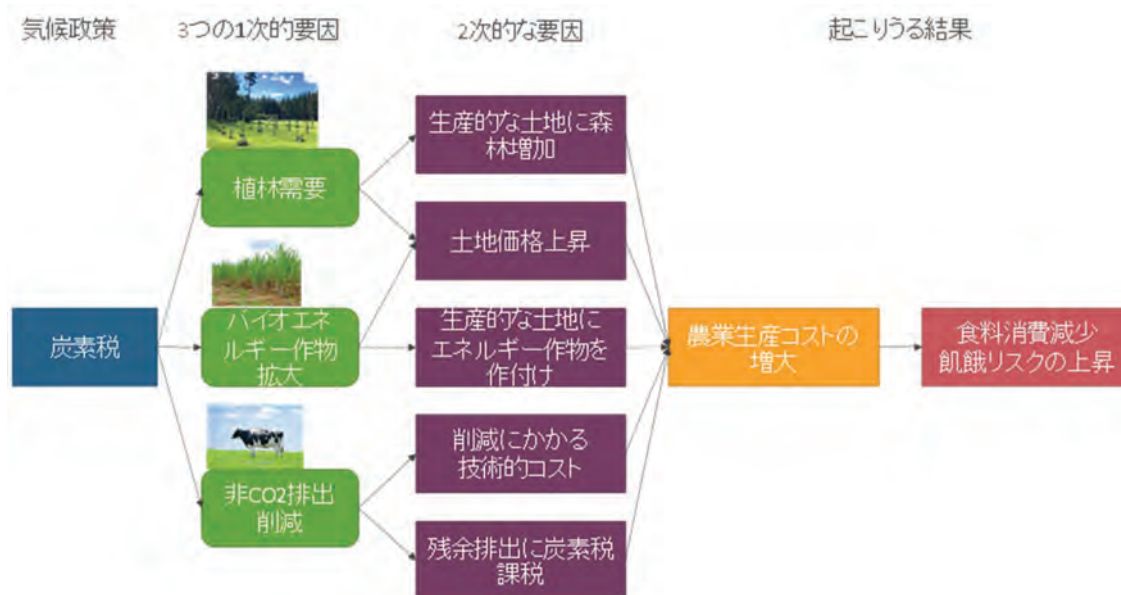 気候政策
3つの1次的要因
2次的な要因
起こりうる結果
炭素税
植林需要
バイオエネ
ルギー作物
拡大
非CO2排出
削減
生産的な土地に森
林増加
土地価格上昇
生産的な土地に
エネルギー作物を
作付け
削減にかかる
技術的コスト
残余排出に炭素税
課税
農業生産コストの
増大
食料消費減少
飢餓リスクの上昇